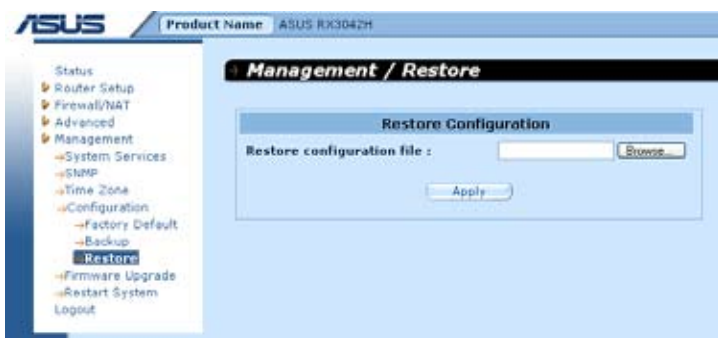 ASUS Product Name ASUS RX3042H
Status
Router Setup
Firewall/NAT
Advanced
Management
System Services
SNMP
Time Zone
Configuration
Factory Default
Backup
Restore
Firmware Upgrade
Restart System
Logout
Management / Restore
Restore Configuration
Restore configuration file : Browse...
Apply